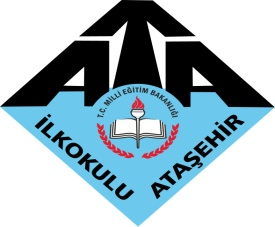 ATA
T.C. MİLLİ EĞİTİM BAKANLIĞI
İLKOKULU
ATAŞEHİR